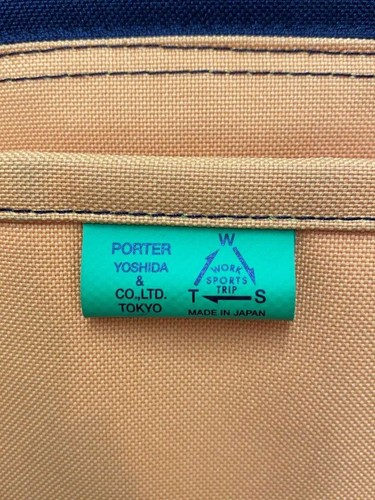 PORTER
YOSHIDA
& CO.,LTD.
TOKYO
W
WORK
SPORTS
TRIP
T S
MADE IN JAPAN